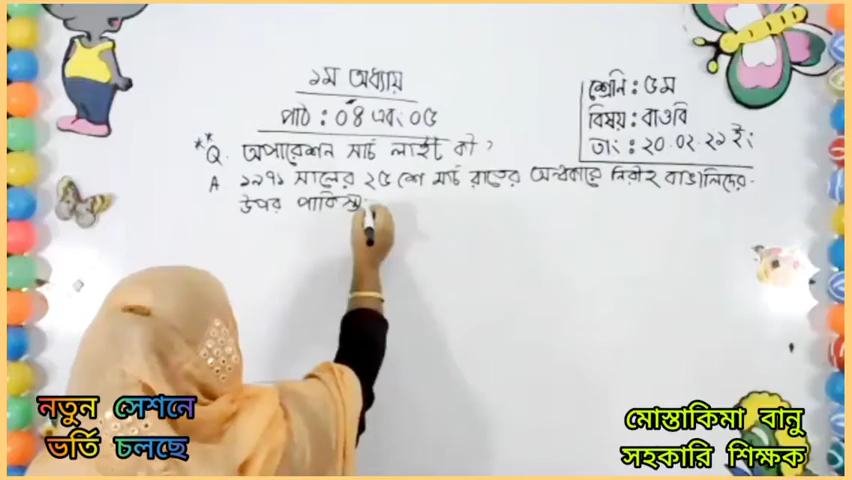 ১ম অধ্যায়
পাঠ : ০৪ এবং ০৫
শ্রেণি : ৫ম
বিষয় : বাওবি
তাং : ২০.০২.২১ ইং
** Q. অপারেশন সার্চ লাইট কী ?
A. ১৯৭১ সালের ২৫ শে মার্চ রাতের অন্ধকারে নিরীহ বাঙালিদের
উপর পাকিস্তা
নতুন সেশনে
ভর্তি চলছে
মোস্তাকিমা বানু
সহকারি শিক্ষক